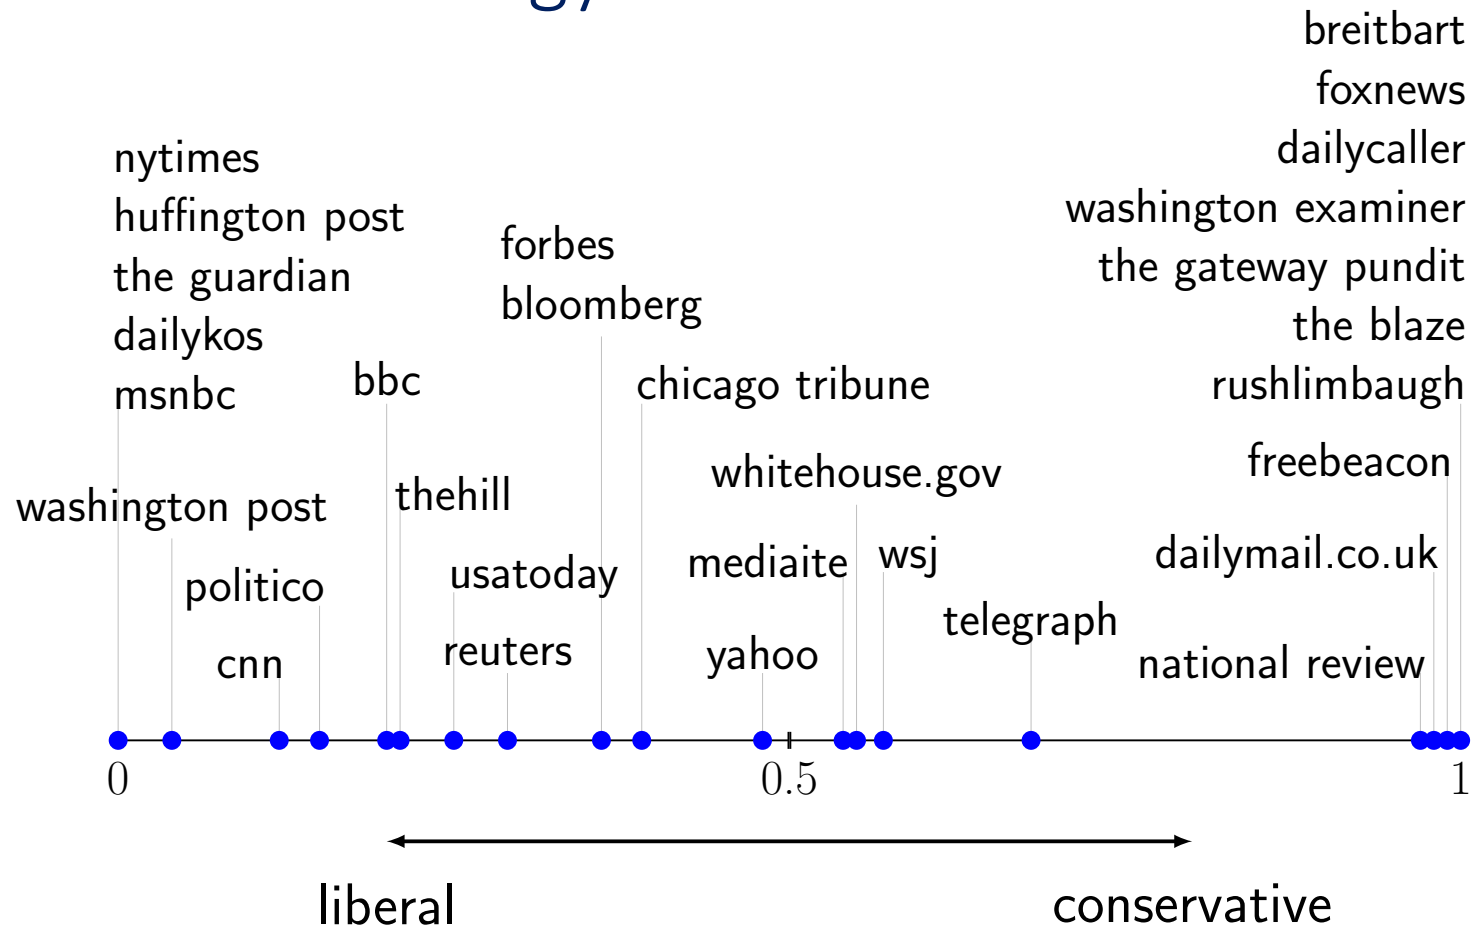 breitbart
foxnews
dailycaller
washington examiner
the gateway pundit
the blaze
rushlimbaugh
nytimes
huffington post
the guardian
dailykos
msnbc
forbes
bloomberg
bbc
chicago tribune
washington post
thehill
whitehouse.gov
freebeacon
politico
usatoday
mediaite
wsj
dailymail.co.uk
cnn
reuters
yahoo
telegraph
national review
0
0.5
1
liberal
conservative